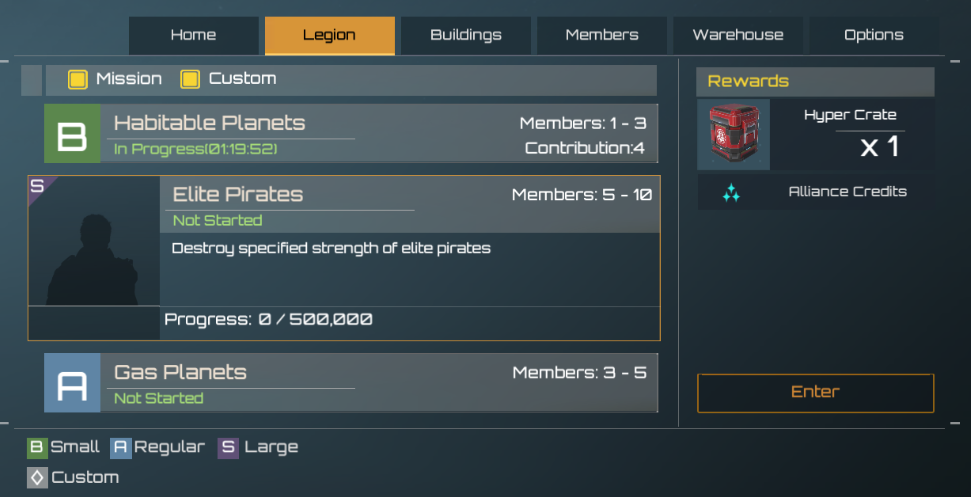 Home Legion Buildings Members Warehouse Options
Mission Custom
B Habitable Planets Members: 1 - 3
In Progress(01:19:52) Contribution:4
S
Elite Pirates Members: 5 - 10
Not Started
Destroy specified strength of elite pirates
Progress: 0 / 500,000
A Gas Planets Members: 3 - 5
Not Started
Rewards
Hyper Crate
x 1
Alliance Credits
Enter
B Small A Regular S Large
Custom